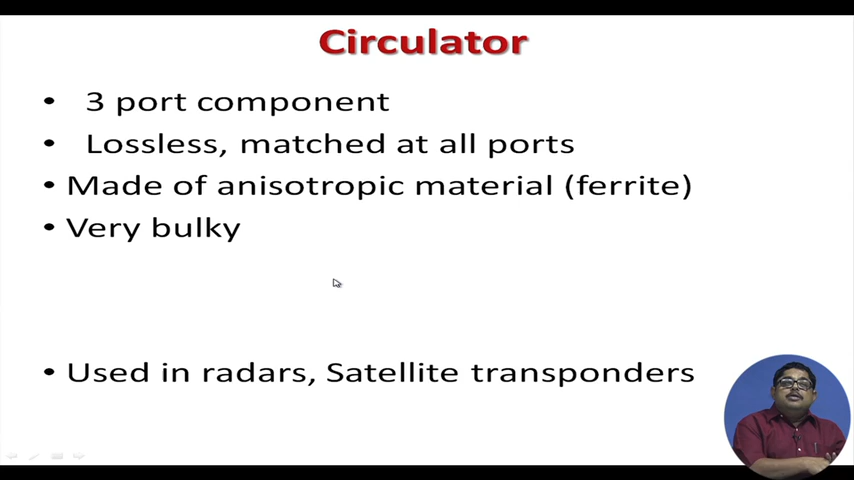 Circulator
• 3 port component
• Lossless, matched at all ports
• Made of anisotropic material (ferrite)
• Very bulky
• Used in radars, Satellite transponders